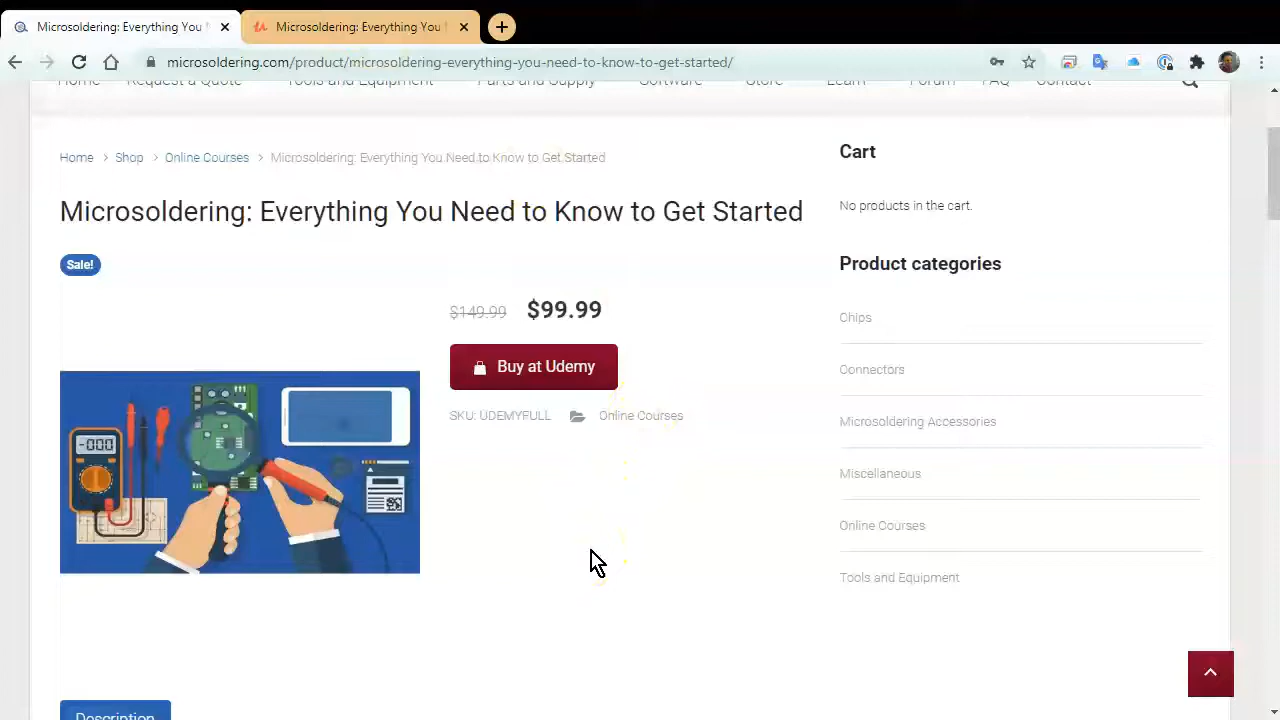 Microsoldering: Everything You
Microsoldering: Everything You
microsoldering.com/product/microsoldering-everything-you-need-to-know-to-get-started/
Home Request a Quote Tools and Equipment Parts and Supply Software Store Learn Forum FAQ Contact
Home > Shop > Online Courses > Microsoldering: Everything You Need to Know to Get Started
Microsoldering: Everything You Need to Know to Get Started
Sale!
$149.99 $99.99
Buy at Udemy
SKU: UDEMYFULL Online Courses
-000
Description
Cart
No products in the cart.
Product categories
Chips
Connectors
Microsoldering Accessories
Miscellaneous
Online Courses
Tools and Equipment